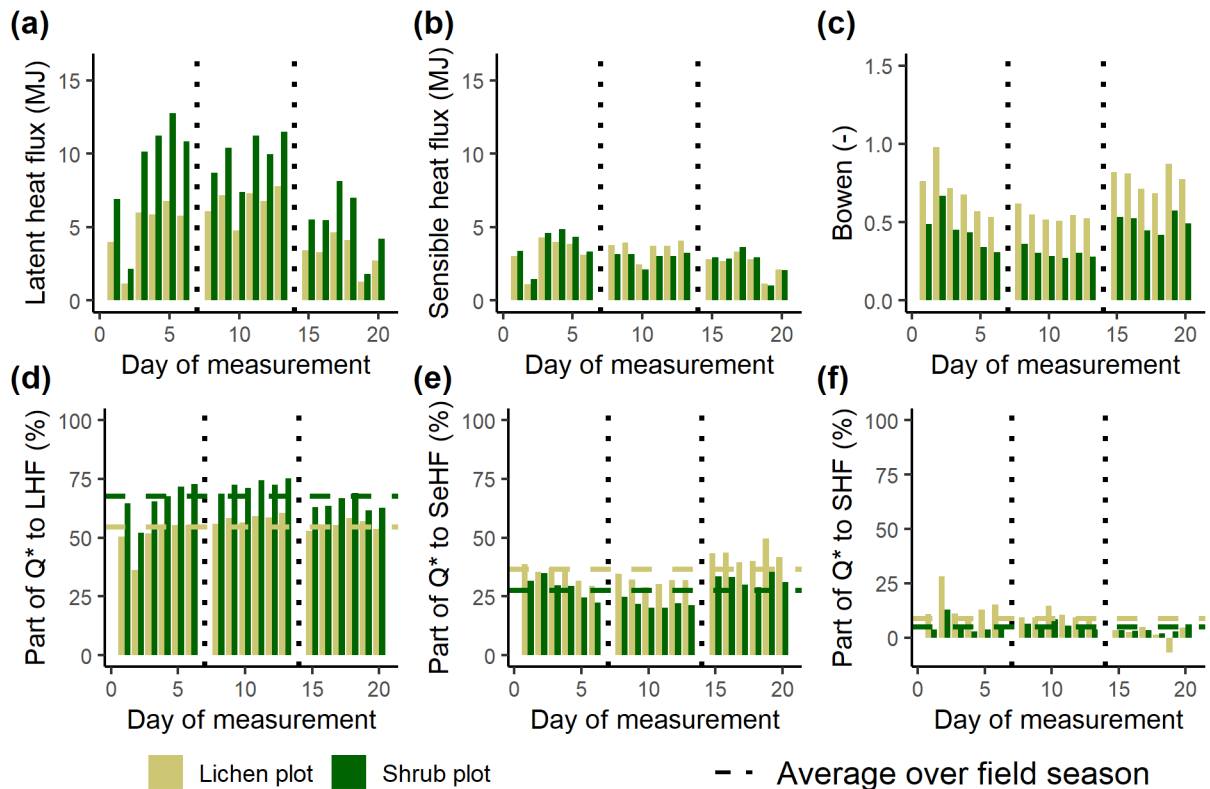 (a)
Latent heat flux (MJ)
15
10
5
0
0 5 10 15 20
Day of measurement
(b)
Sensible heat flux (MJ)
15
10
5
0
0 5 10 15 20
Day of measurement
(c)
Bowen (-)
1.5
1.0
0.5
0.0
0 5 10 15 20
Day of measurement
(d)
Part of Q* to LHF (%)
100
75
50
25
0
0 5 10 15 20
Day of measurement
(e)
Part of Q* to SeHF (%)
100
75
50
25
0
0 5 10 15 20
Day of measurement
(f)
Part of Q* to SHF (%)
100
75
50
25
0
0 5 10 15 20
Day of measurement
Lichen plot Shrub plot Average over field season